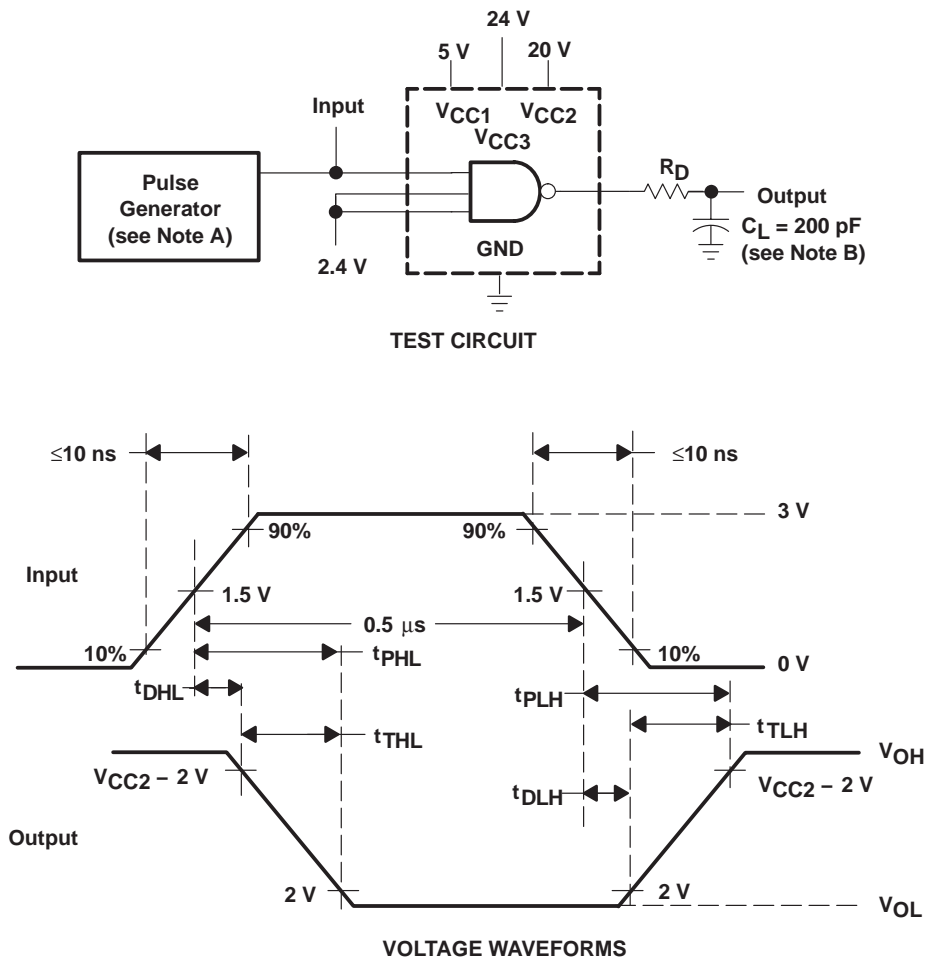 24 V
5 V
20 V
Input
VCC1
VCC2
VCC3
Pulse
Generator
(see Note A)
RD
Output
CL = 200 pF
(see Note B)
GND
2.4 V
TEST CIRCUIT
≤10 ns
≤10 ns
3 V
90%
90%
Input
1.5 V
1.5 V
0.5 μs
10%
tPHL
10%
0 V
tDHL
tPLH
tTHL
tTLH
VOH
VCC2 – 2 V
VCC2 – 2 V
tDLH
Output
2 V
2 V
VOL
VOLTAGE WAVEFORMS